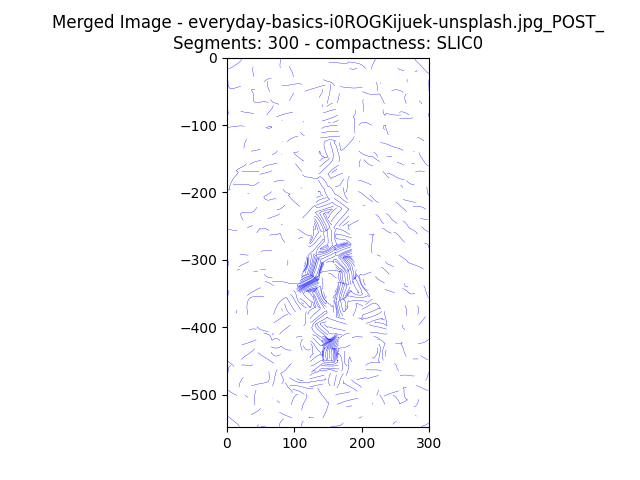 Merged Image - everyday-basics-i0ROGKijuek-unsplash.jpg_POST_
Segments: 300 - compactness: SLIC0
0
−100
−200
−300
−400
−500
0 100 200 300